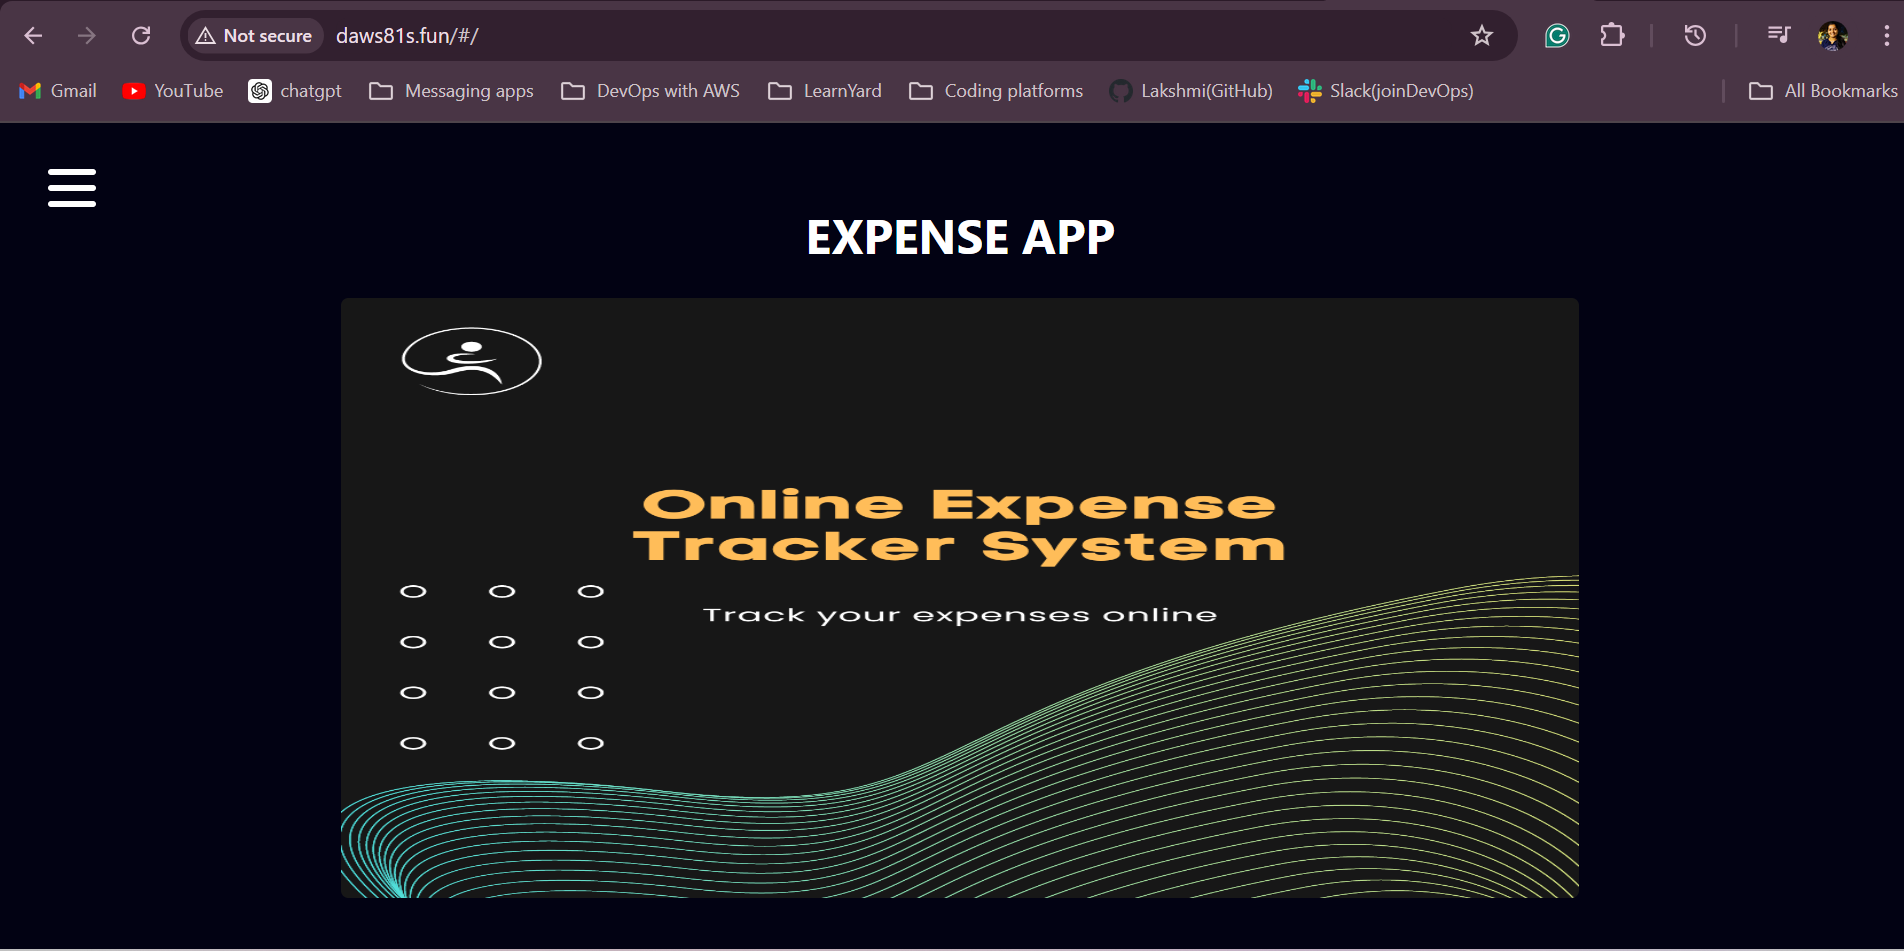 Not secure daws81s.fun/#/
Gmail YouTube chatgpt Messaging apps DevOps with AWS LearnYard Coding platforms Lakshmi(GitHub) Slack(joinDevOps) All Bookmarks
EXPENSE APP
Online Expense
Tracker System
Track your expenses online